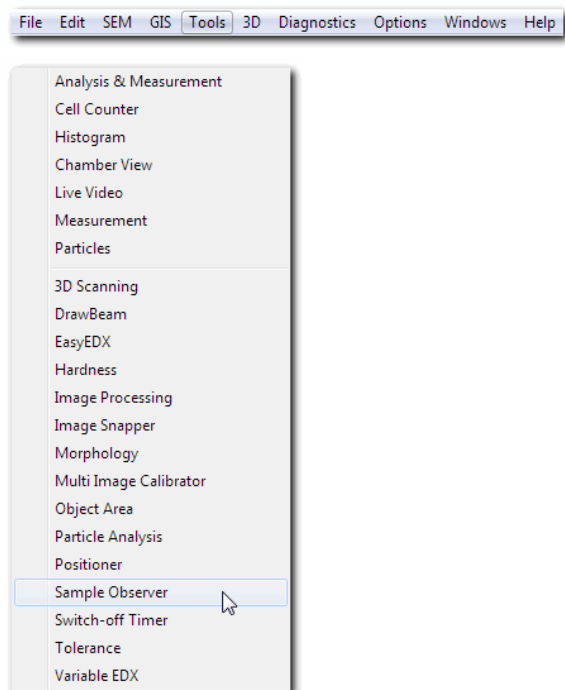 File Edit SEM GIS Tools 3D Diagnostics Options Windows Help
Analysis & Measurement
Cell Counter
Histogram
Chamber View
Live Video
Measurement
Particles
3D Scanning
DrawBeam
EasyEDX
Hardness
Image Processing
Image Snapper
Morphology
Multi Image Calibrator
Object Area
Particle Analysis
Positioner
Sample Observer
Switch-off Timer
Tolerance
Variable EDX